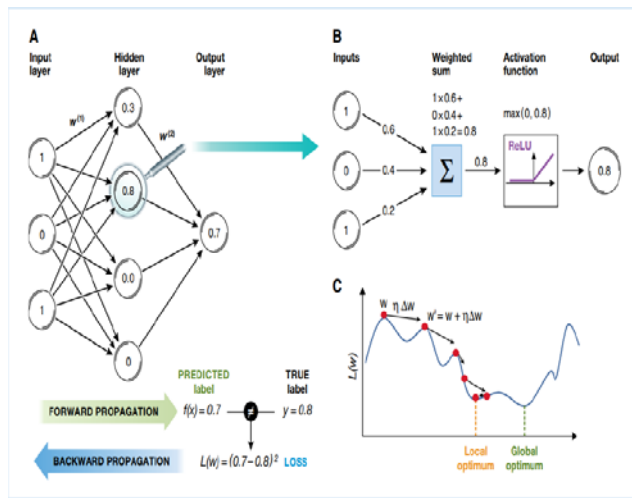 A
Input
layer
Hidden
layer
Output
layer
w(1)
w(2)
1
0
1
0.3
0.8
0.0
0
0.7
PREDICTED
label
TRUE
label
FORWARD PROPAGATION
f(x) = 0.7
≠
y = 0.8
BACKWARD PROPAGATION
L(w) = (0.7 – 0.8)²
LOSS
B
Inputs
Weighted
sum
Activation
function
Output
1×0.6+
0×0.4+
1×0.2=0.8
max(0, 0.8)
1
0
1
0.6
0.4
0.2
Σ
0.8
ReLU
0.8
C
L(w)
w
η Δw
w' = w + ηΔw
Local
optimum
Global
optimum